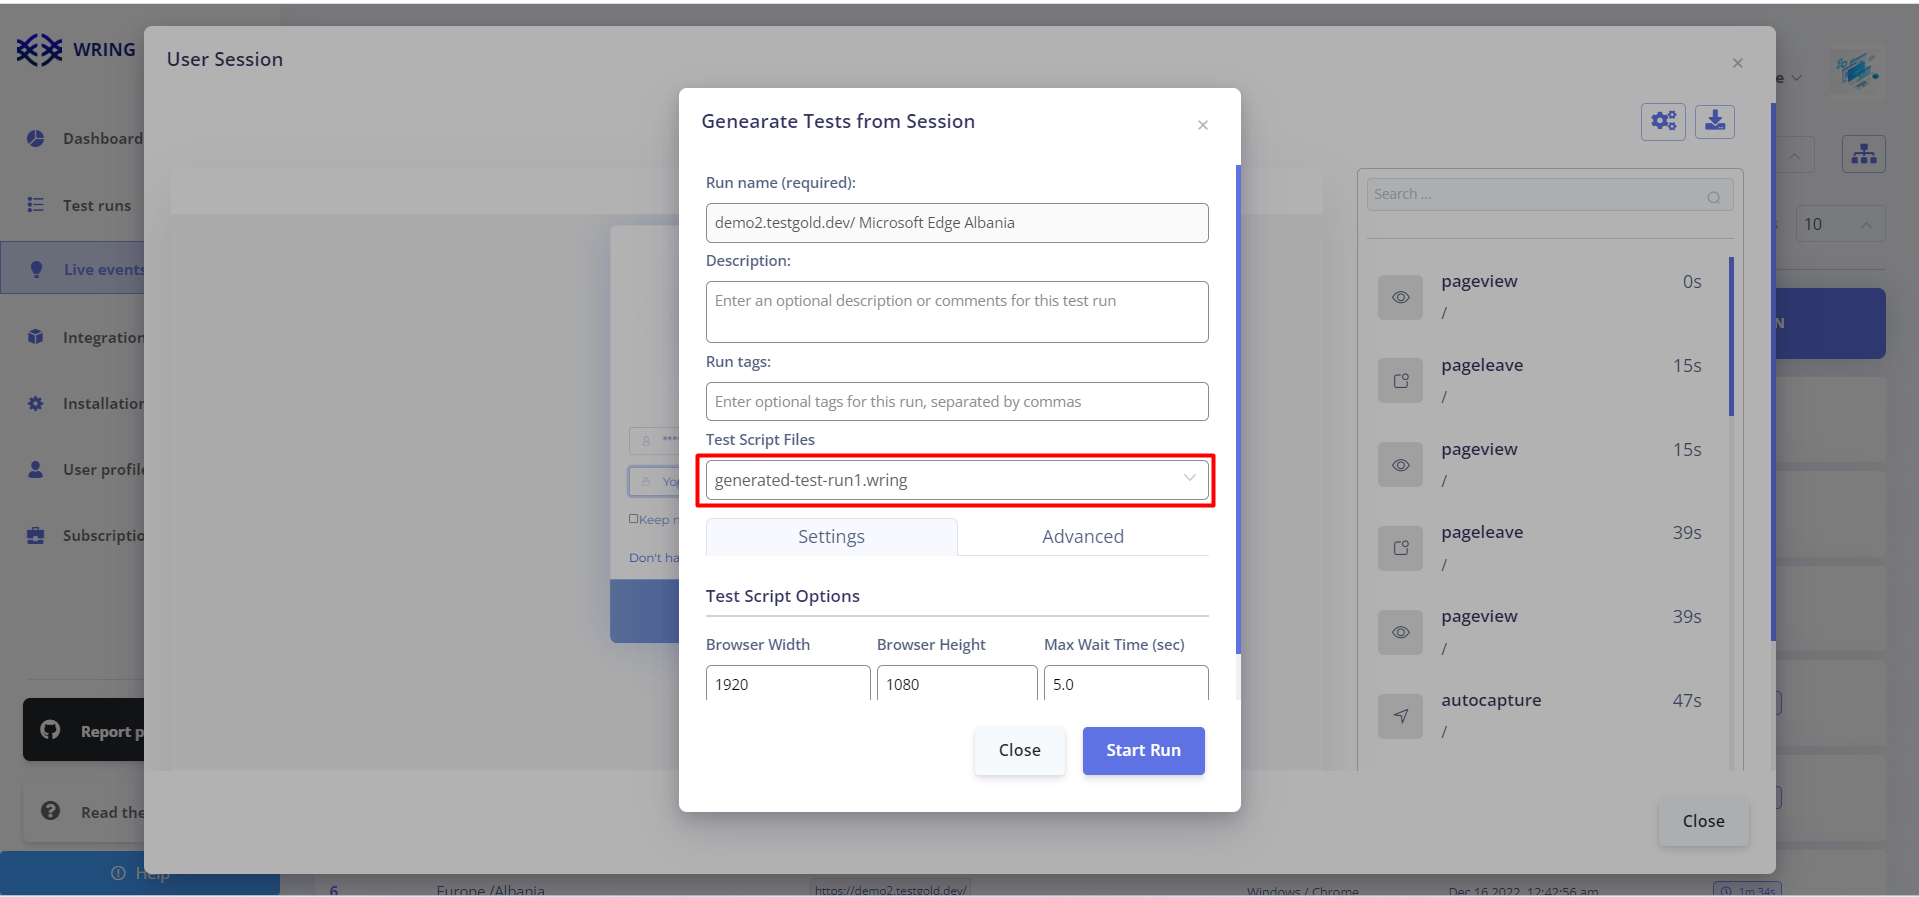 WRING
Dashboard
Test runs
Live events
Integration
Installation
User profile
Subscriptio
Report p
Read the
Help
User Session
Genearate Tests from Session
Run name (required):
demo2.testgold.dev/ Microsoft Edge Albania
Description:
Enter an optional description or comments for this test run
Run tags:
Enter optional tags for this run, separated by commas
Test Script Files
generated-test-run1.wring
Settings
Advanced
Test Script Options
Browser Width
Browser Height
Max Wait Time (sec)
1920
1080
5.0
Close
Start Run
****
Keep
Don't ha
Search ...
pageview
0s
/
pageleave
15s
/
pageview
15s
/
pageleave
39s
/
pageview
39s
/
autocapture
47s
/
Close
e
10
N
6
Europe /Albania
https://demo2.testgold.dev/
Windows / Chrome
Dec 16 2022, 12:42:56 am
1m 34s